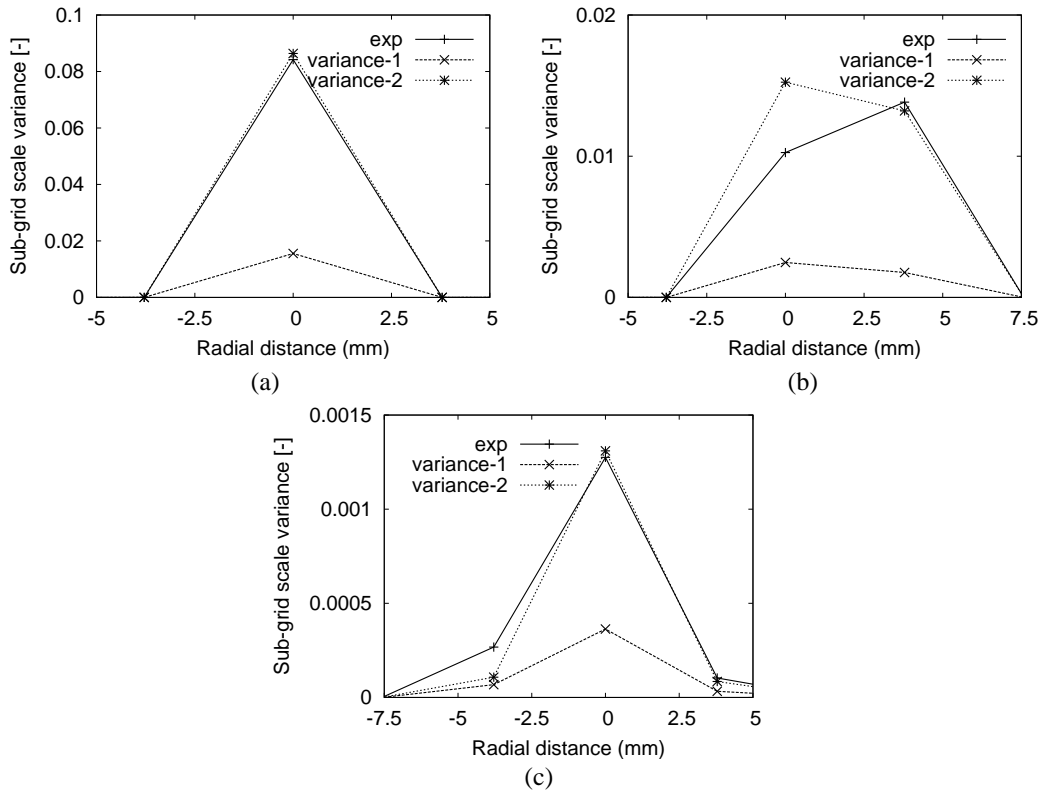 Sub-grid scale variance [-]
0.1
0.08
0.06
0.04
0.02
0
-5
-2.5
0
2.5
5
Radial distance (mm)
exp
variance-1
variance-2
(a)
Sub-grid scale variance [-]
0.02
0.01
0
-5
-2.5
0
2.5
5
7.5
Radial distance (mm)
exp
variance-1
variance-2
(b)
Sub-grid scale variance [-]
0.0015
0.001
0.0005
0
-7.5
-5
-2.5
0
2.5
5
Radial distance (mm)
exp
variance-1
variance-2
(c)